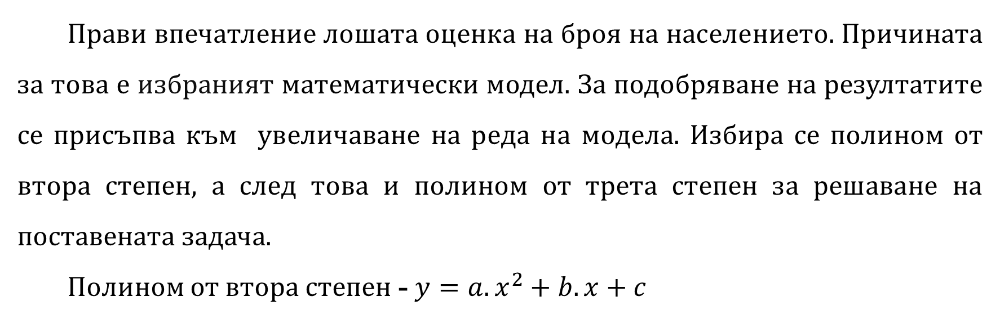 Прави впечатление лошата оценка на броя на населението. Причината
за това е избраният математически модел. За подобряване на резултатите
се присъпва към увеличаване на реда на модела. Избира се полином от
втора степен, а след това и полином от трета степен за решаване на
поставената задача.
Полином от втора степен - y = a. x² + b. x + c